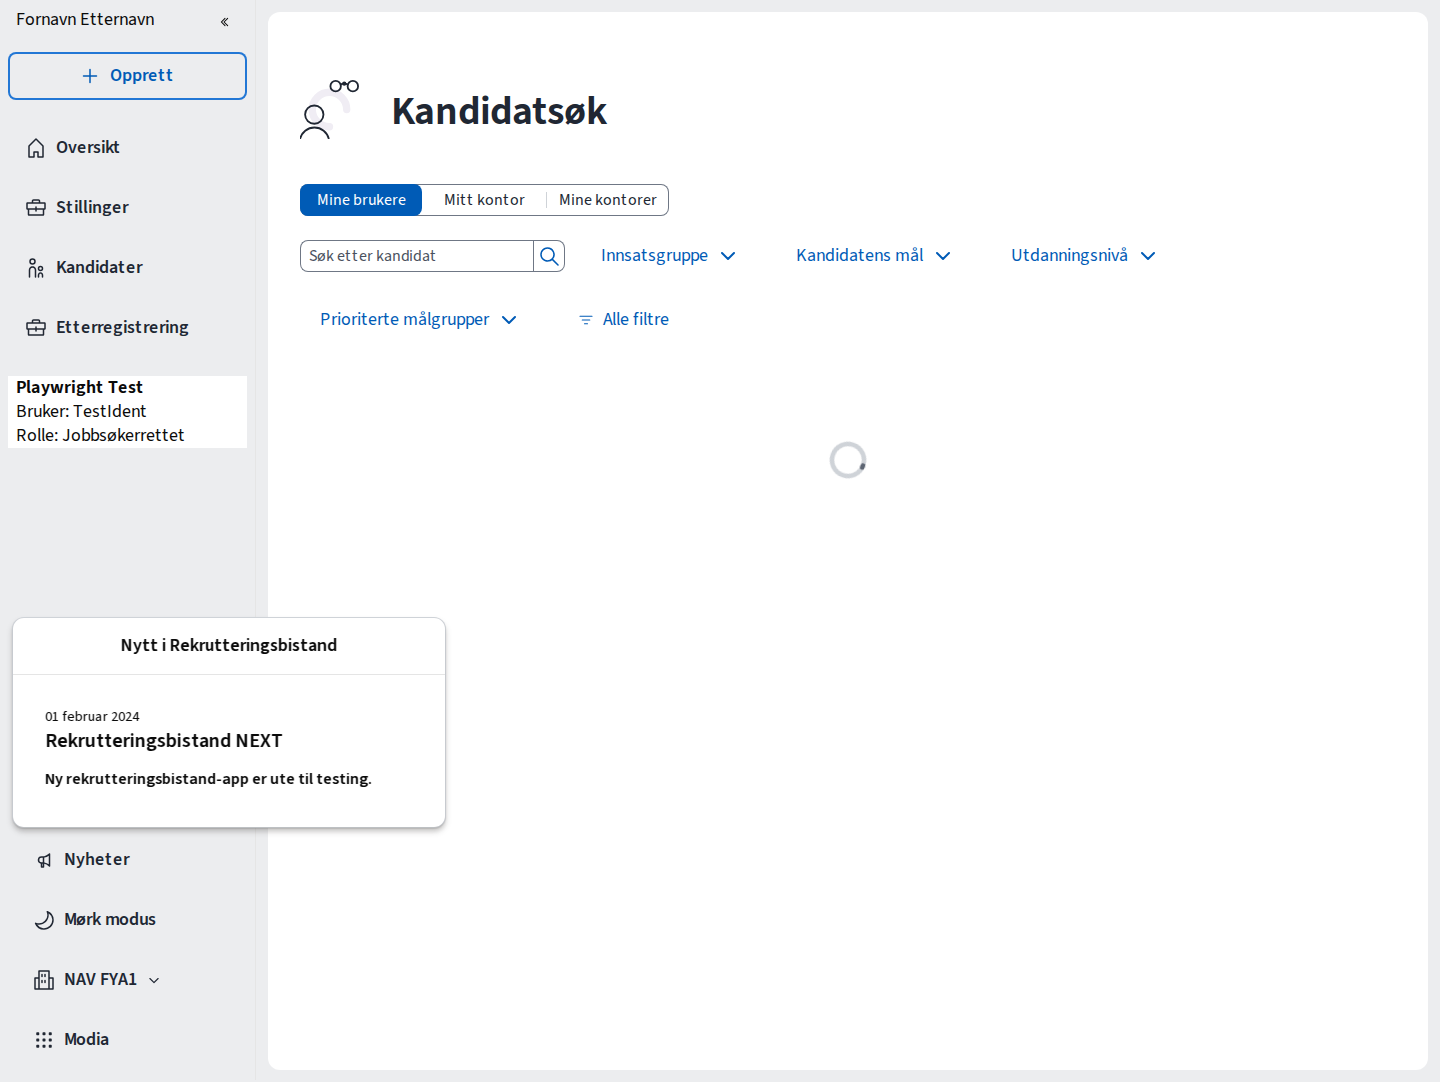 Fornavn Etternavn
Opprett
Oversikt
Stillinger
Kandidater
Etterregistrering
Playwright Test
Bruker: TestIdent
Rolle: Jobbsøkerrettet
Nytt i Rekrutteringsbistand
01 februar 2024
Rekrutteringsbistand NEXT
Ny rekrutteringsbistand-app er ute til testing.
Nyheter
Mørk modus
NAV FYA1
Modia
Kandidatsøk
Mine brukere Mitt kontor Mine kontorer
Søk etter kandidat Innsatsgruppe Kandidatens mål Utdanningsnivå
Prioriterte målgrupper Alle filtre